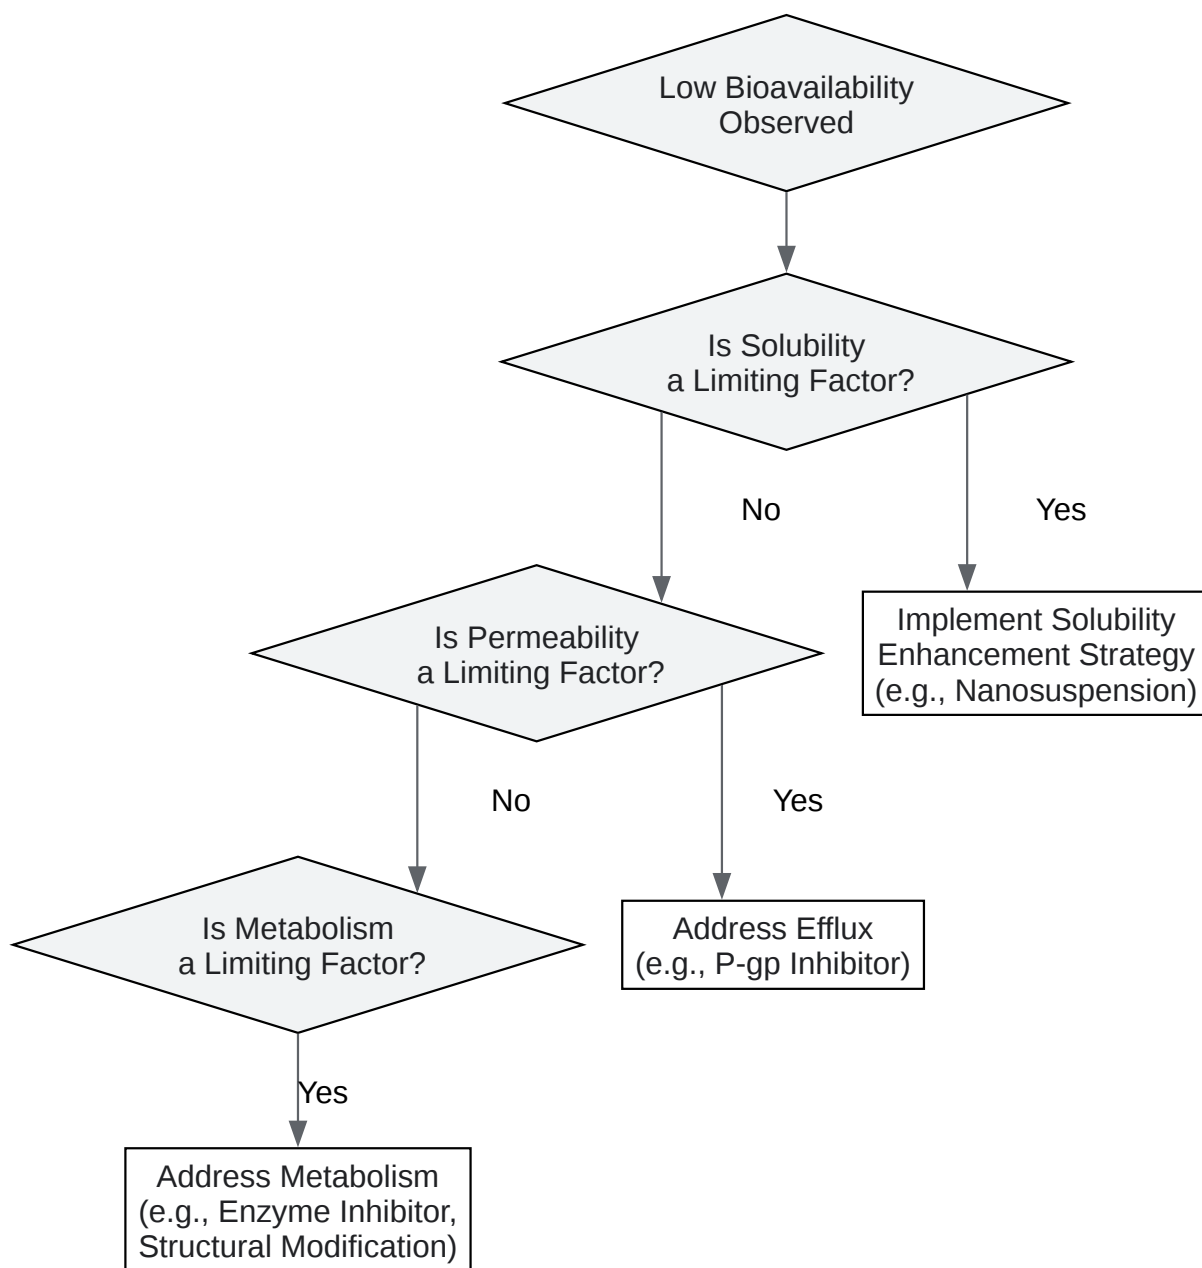 Low Bioavailability
Observed
Is Solubility
a Limiting Factor?
No
Yes
Is Permeability
a Limiting Factor?
Implement Solubility
Enhancement Strategy
(e.g., Nanosuspension)
No
Yes
Is Metabolism
a Limiting Factor?
Address Efflux
(e.g., P-gp Inhibitor)
Yes
Address Metabolism
(e.g., Enzyme Inhibitor,
Structural Modification)